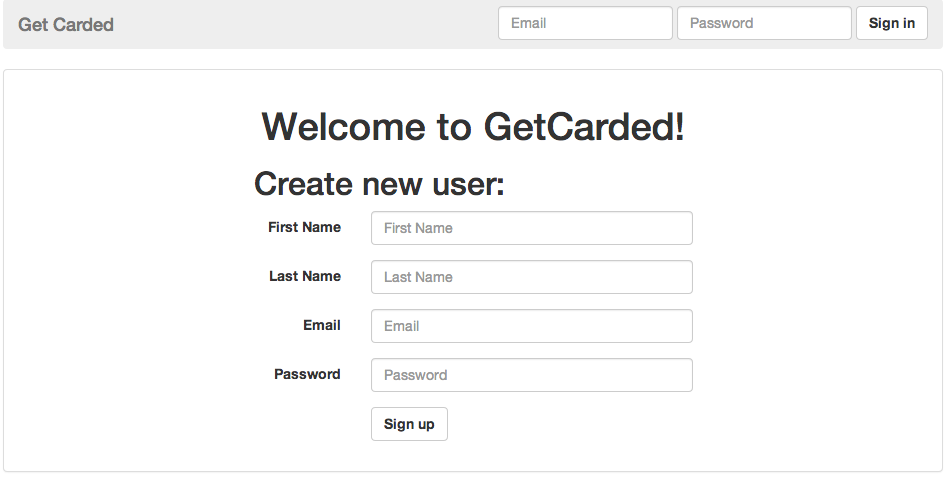 Get Carded Email Password Sign in
Welcome to GetCarded!
Create new user:
First Name First Name
Last Name Last Name
Email Email
Password Password
Sign up